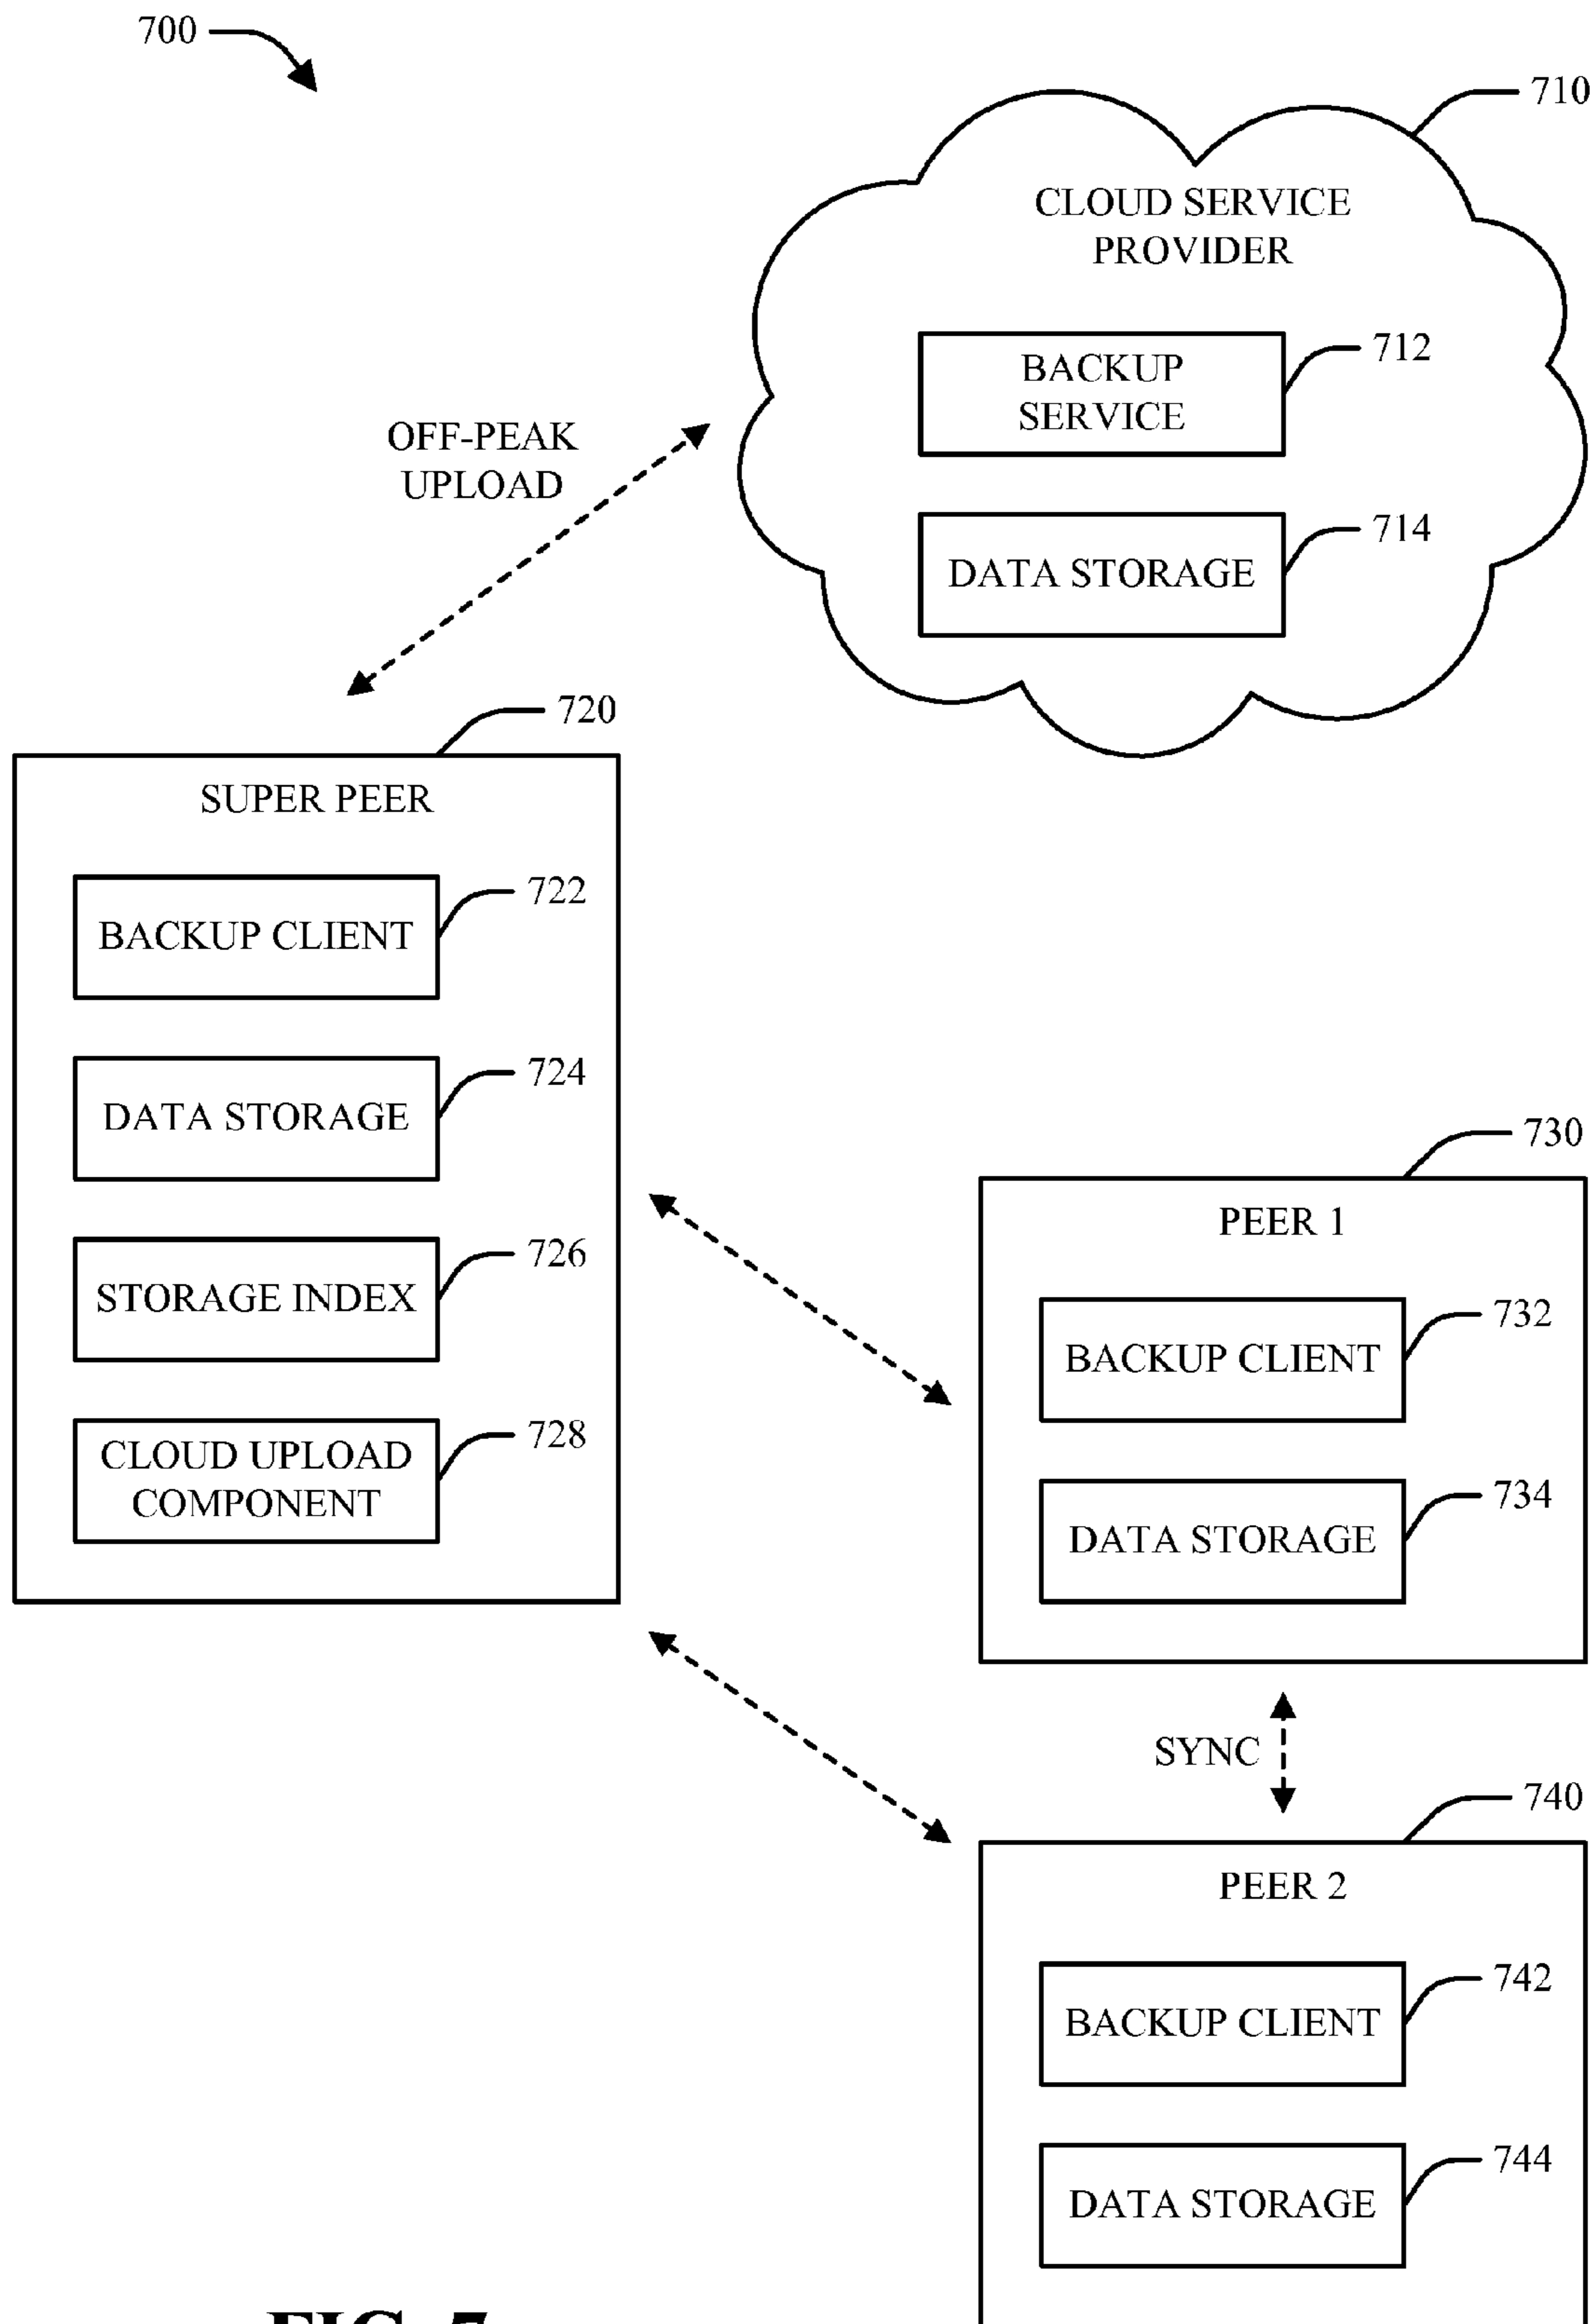 700
710
CLOUD SERVICE
PROVIDER
BACKUP
SERVICE
712
OFF-PEAK
UPLOAD
DATA STORAGE
714
720
SUPER PEER
BACKUP CLIENT
722
DATA STORAGE
724
STORAGE INDEX
726
CLOUD UPLOAD
COMPONENT
728
730
PEER 1
BACKUP CLIENT
732
DATA STORAGE
734
SYNC
740
PEER 2
BACKUP CLIENT
742
DATA STORAGE
744